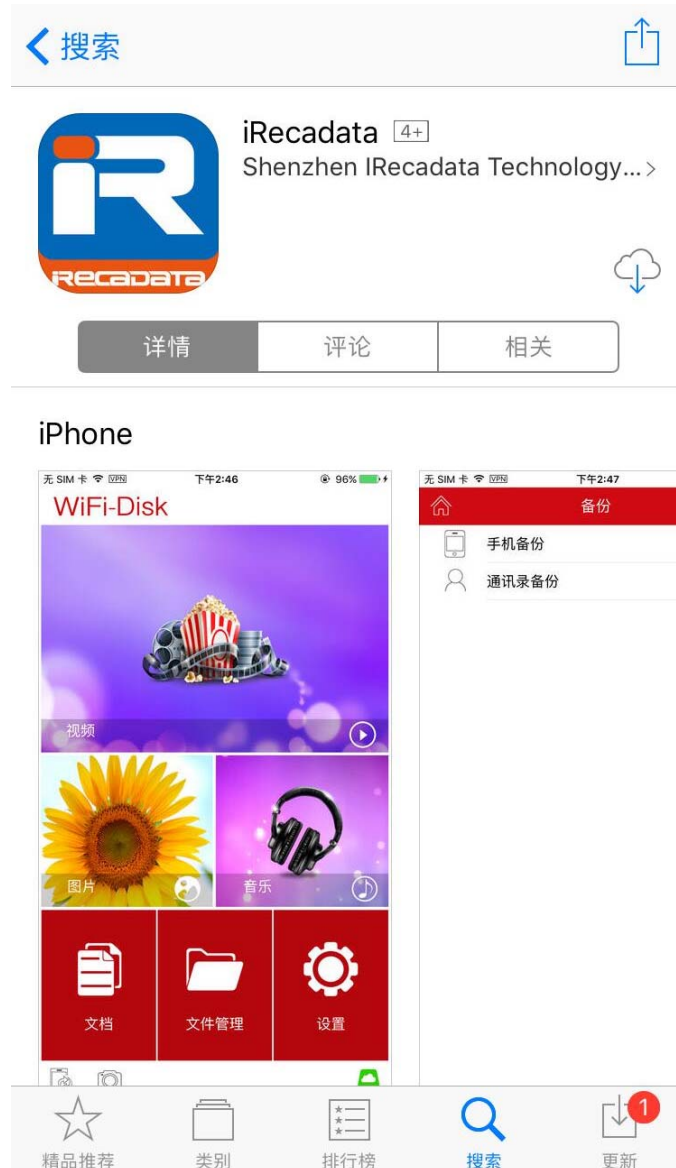 搜索
iRecadata 4+
Shenzhen IRecadata Technology...
iR
iRECADATA
详情 评论 相关
iPhone
无 SIM 卡 VPN 下午2:46 96%
WiFi-Disk
视频
图片 音乐
文档 文件管理 设置
无 SIM 卡 VPN 下午2:47
备份
手机备份
通讯录备份
1
精品推荐 类别 排行榜 搜索 更新